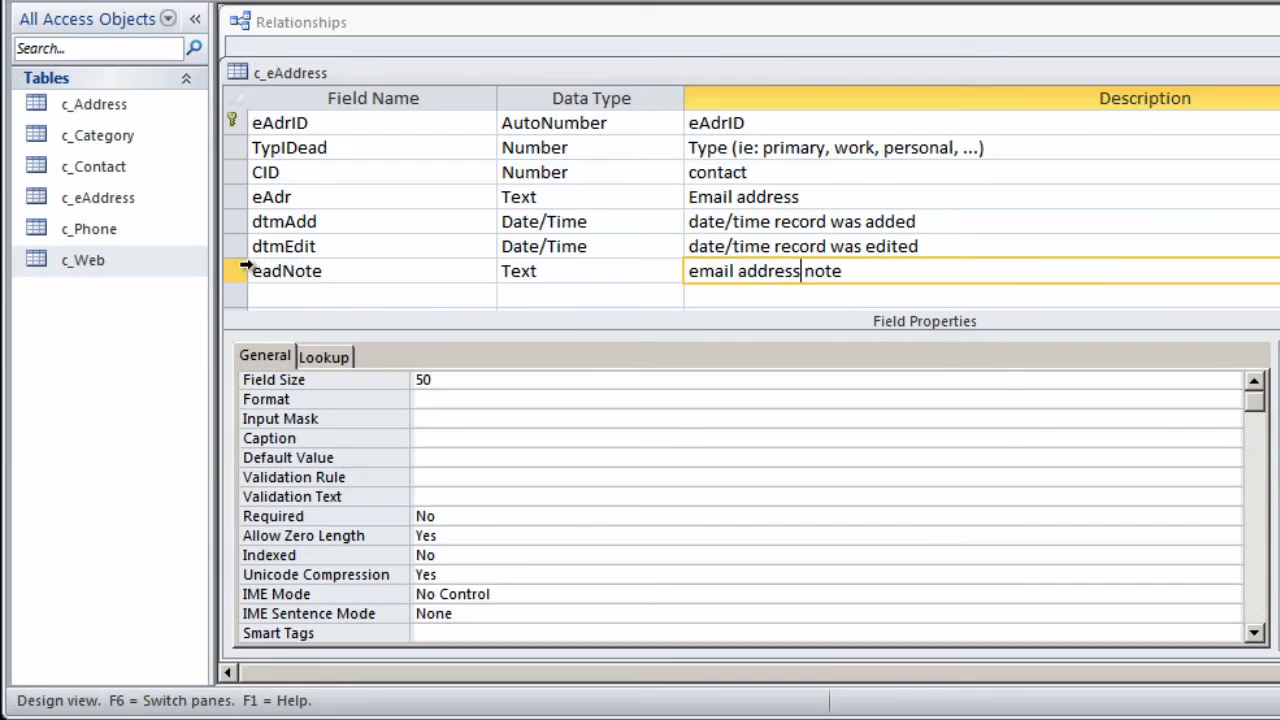 All Access Objects «
Relationships
Search...
Tables
c_Address
c_Category
c_Contact
c_eAddress
c_Phone
c_Web
c_eAddress
Field Name Data Type Description
eAdrID AutoNumber eAdrID
TypIDead Number Type (ie: primary, work, personal, ...)
CID Number contact
eAdr Text Email address
dtmAdd Date/Time date/time record was added
dtmEdit Date/Time date/time record was edited
eadNote Text email address note
Field Properties
General Lookup
Field Size 50
Format
Input Mask
Caption
Default Value
Validation Rule
Validation Text
Required No
Allow Zero Length Yes
Indexed No
Unicode Compression Yes
IME Mode No Control
IME Sentence Mode None
Smart Tags
Design view. F6 = Switch panes. F1 = Help.